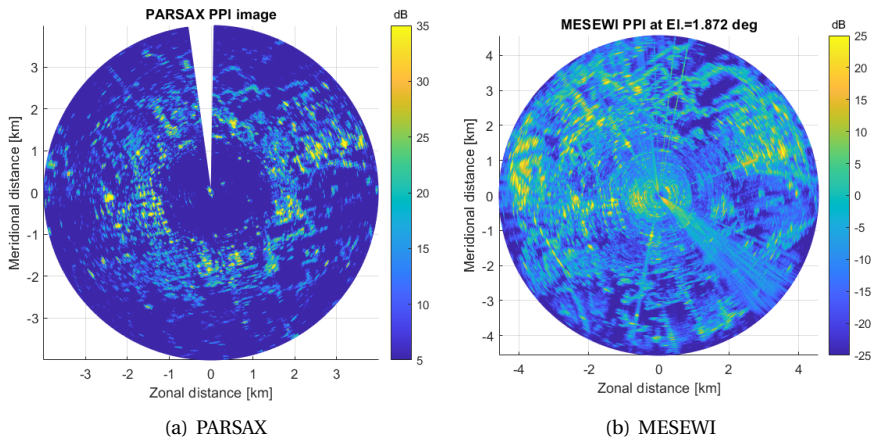 PARSAX PPI image
dB
35
30
25
20
15
10
5
3
2
1
0
-1
-2
-3
Meridional distance [km]
-3 -2 -1 0 1 2 3
Zonal distance [km]
(a) PARSAX
MESEWI PPI at El.=1.872 deg
dB
25
20
15
10
5
0
-5
-10
-15
-20
-25
4
3
2
1
0
-1
-2
-3
-4
Meridional distance [km]
-4 -2 0 2 4
Zonal distance [km]
(b) MESEWI